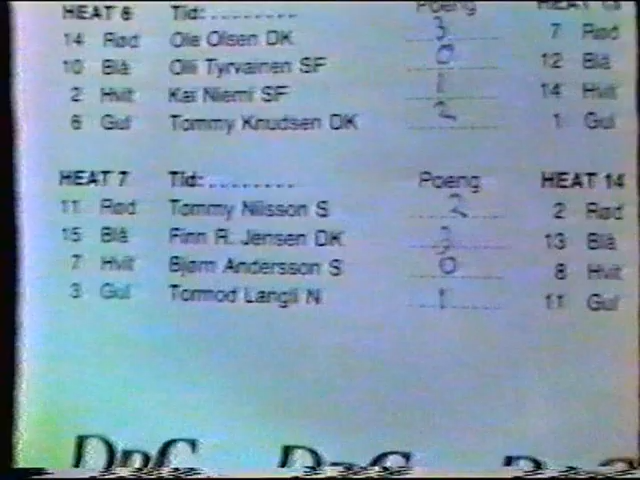 HEAT 6 Tid:......... Poeng
14 Rød Ole Olsen DK 3 7 Rød
10 Blå Olli Tyrvainen SF 0 12 Blå
2 Hvit Kai Niemi SF 1 14 Hvit
6 Gul Tommy Knudsen DK 2 1 Gul
HEAT 7 Tid:......... Poeng HEAT 14
11 Rød Tommy Nilsson S 2 2 Rød
15 Blå Finn R. Jensen DK 3 13 Blå
7 Hvit Bjørn Andersson S 0 8 Hvit
3 Gul Tormod Langli N 1 11 Gul